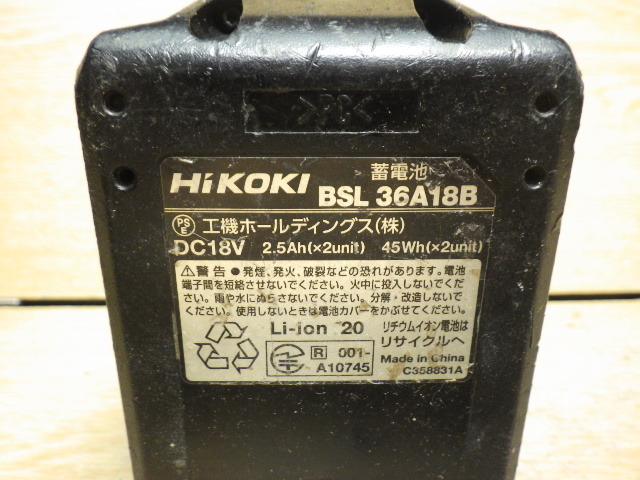 >PC<
HiKOKI
蓄電池
BSL 36A18B
PS E 工機ホールディングス(株)
DC18V 2.5Ah(×2unit) 45Wh(×2unit)
⚠警告 ●発煙、発火、破裂などの恐れがあります。電池
端子間を短絡させないでください。火中に投入しないでくだ
さい。雨や水にぬらさないでください。分解・改造しないで
ください。使用しないときは電池カバーをかぶせてください。
Li-ion 20
リチウムイオン電池は
リサイクルへ
R 001-
A10745
Made in China
C358831A